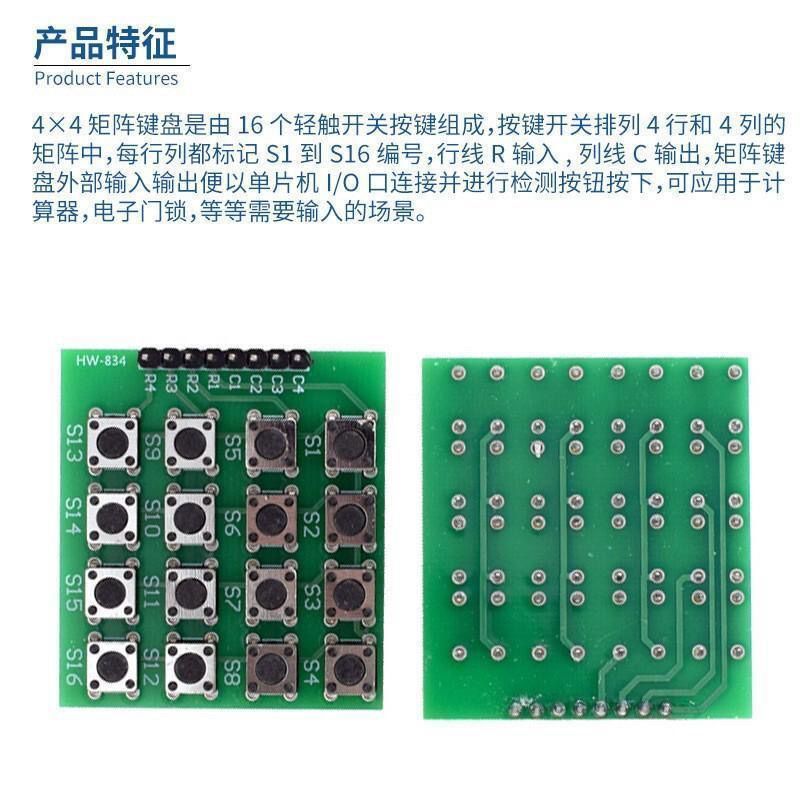 产品特征
Product Features
4×4 矩阵键盘是由 16 个轻触开关按键组成,按键开关排列 4 行和 4 列的
矩阵中,每行列都标记 S1 到 S16 编号,行线 R 输入 , 列线 C 输出,矩阵键
盘外部输入输出便以单片机 I/O 口连接并进行检测按钮按下,可应用于计
算器,电子门锁,等等需要输入的场景。
HW-834
R4 R3 R2 R1 C1 C2 C3 C4
S13 S9 S5 S1
S14 S10 S6 S2
S15 S11 S7 S3
S16 S12 S8 S4